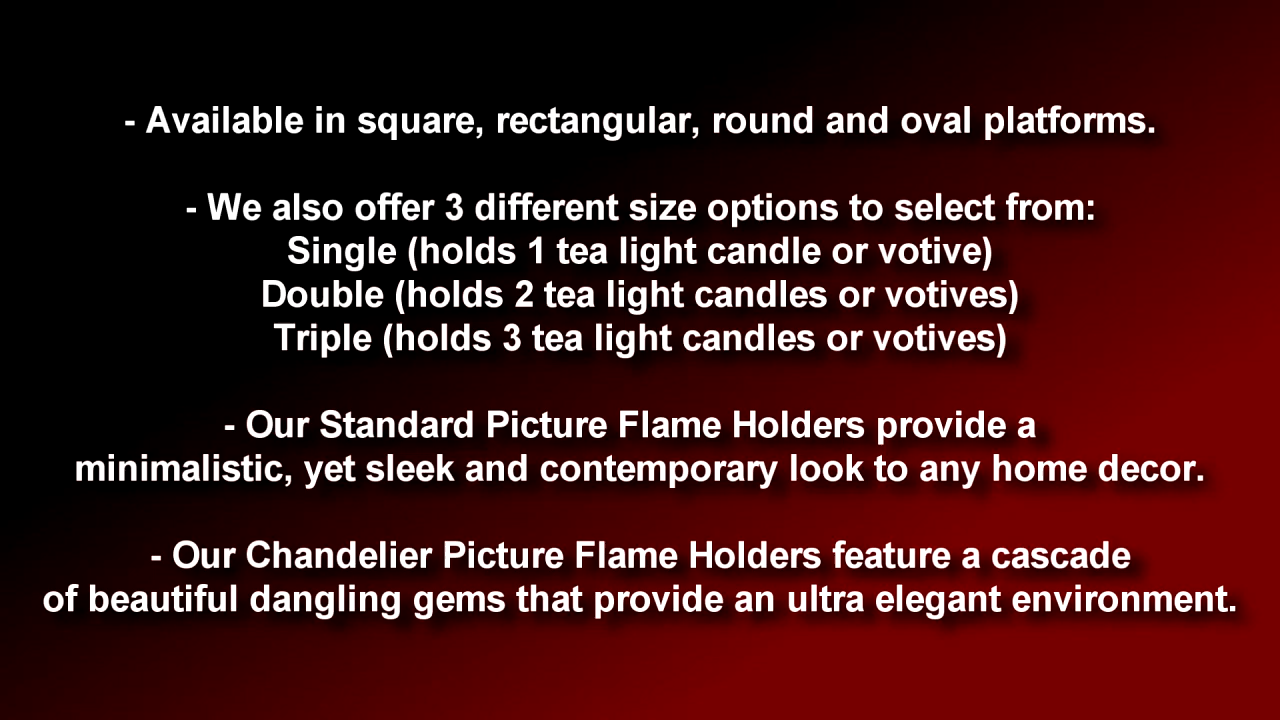 - Available in square, rectangular, round and oval platforms.
- We also offer 3 different size options to select from:
Single (holds 1 tea light candle or votive)
Double (holds 2 tea light candles or votives)
Triple (holds 3 tea light candles or votives)
- Our Standard Picture Flame Holders provide a
minimalistic, yet sleek and contemporary look to any home decor.
- Our Chandelier Picture Flame Holders feature a cascade
of beautiful dangling gems that provide an ultra elegant environment.